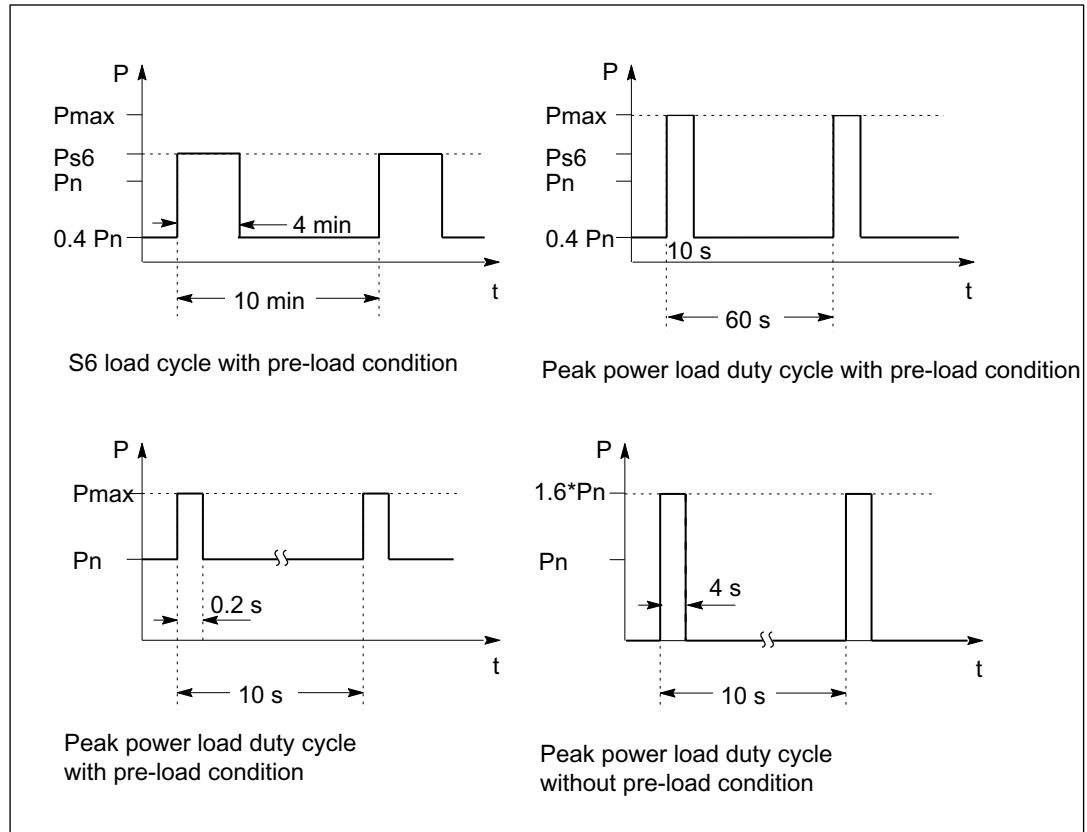 P
Pmax
Ps6
Pn
0.4 Pn
4 min
t
10 min
S6 load cycle with pre-load condition
P
Pmax
Ps6
Pn
0.4 Pn
10 s
t
60 s
Peak power load duty cycle with pre-load condition
P
Pmax
Pn
0.2 s
t
10 s
Peak power load duty cycle
with pre-load condition
P
1.6*Pn
Pn
4 s
t
10 s
Peak power load duty cycle
without pre-load condition